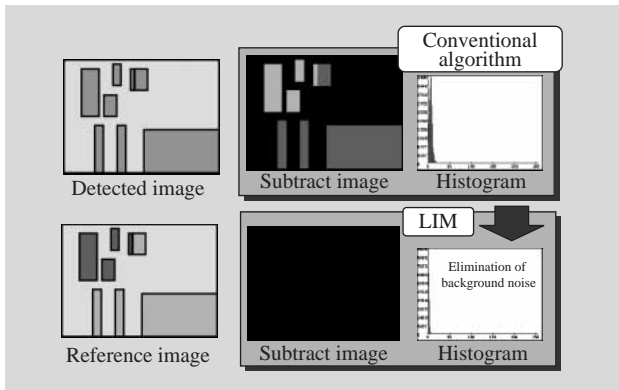 Conventional
algorithm
Detected image
Subtract image
Histogram
LIM
Elimination of
background noise
Reference image
Subtract image
Histogram